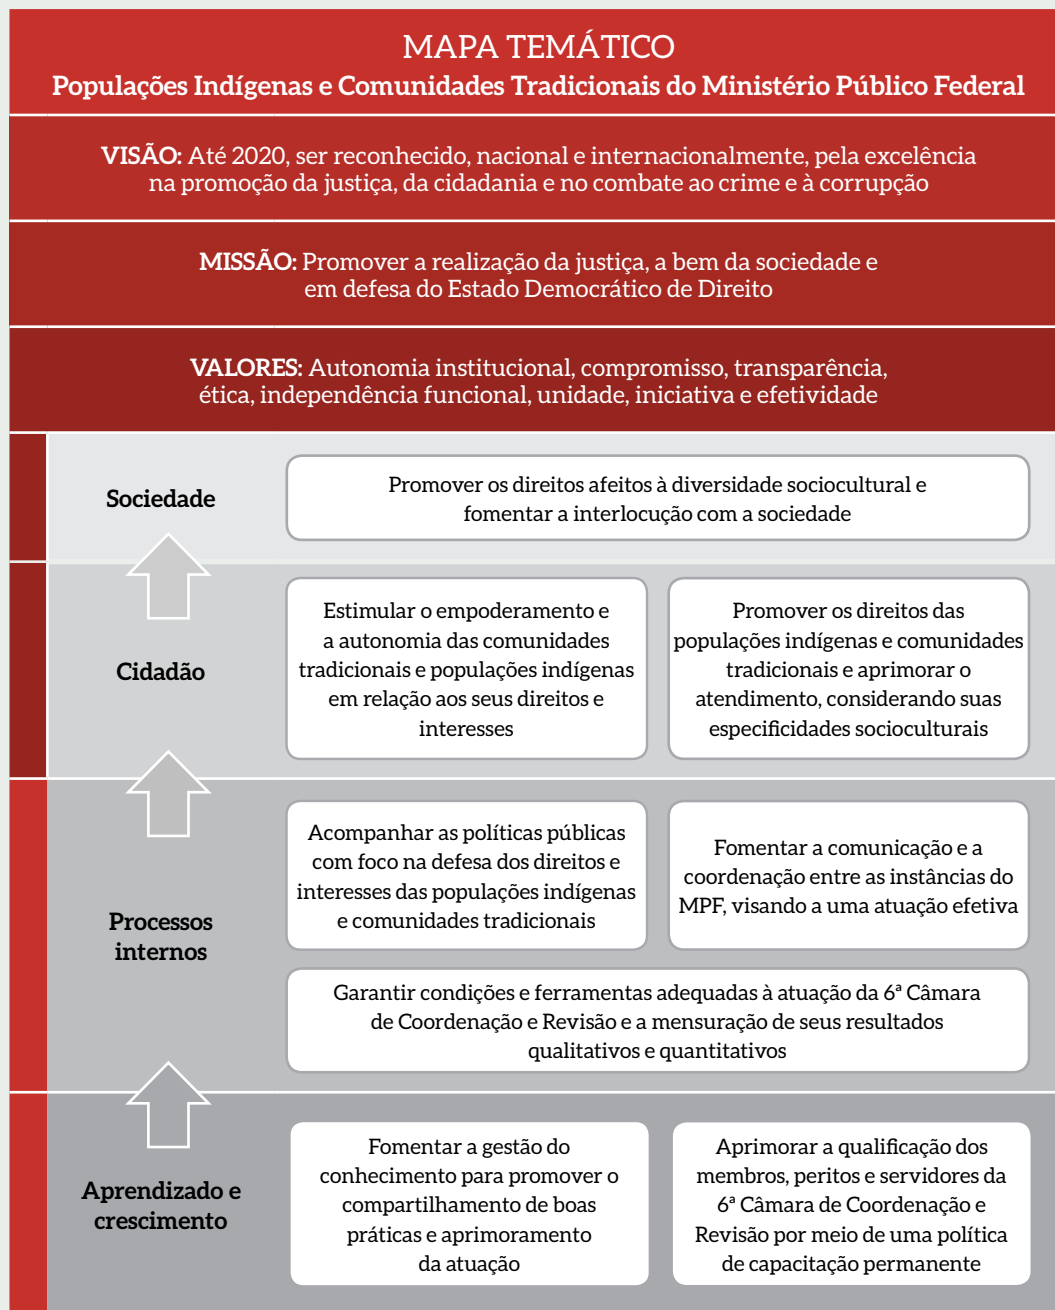 MAPA TEMÁTICO
Populações Indígenas e Comunidades Tradicionais do Ministério Público Federal
VISÃO: Até 2020, ser reconhecido, nacional e internacionalmente, pela excelência
na promoção da justiça, da cidadania e no combate ao crime e à corrupção
MISSÃO: Promover a realização da justiça, a bem da sociedade e
em defesa do Estado Democrático de Direito
VALORES: Autonomia institucional, compromisso, transparência,
ética, independência funcional, unidade, iniciativa e efetividade
Sociedade
Promover os direitos afeitos à diversidade sociocultural e
fomentar a interlocução com a sociedade
Cidadão
Estimular o empoderamento e
a autonomia das comunidades
tradicionais e populações indígenas
em relação aos seus direitos e
interesses
Promover os direitos das
populações indígenas e comunidades
tradicionais e aprimorar o
atendimento, considerando suas
especificidades socioculturais
Processos
internos
Acompanhar as políticas públicas
com foco na defesa dos direitos e
interesses das populações indígenas
e comunidades tradicionais
Fomentar a comunicação e a
coordenação entre as instâncias do
MPF, visando a uma atuação efetiva
Garantir condições e ferramentas adequadas à atuação da 6ª Câmara
de Coordenação e Revisão e a mensuração de seus resultados
qualitativos e quantitativos
Aprendizado e
crescimento
Fomentar a gestão do
conhecimento para promover o
compartilhamento de boas
práticas e aprimoramento
da atuação
Aprimorar a qualificação dos
membros, peritos e servidores da
6ª Câmara de Coordenação e
Revisão por meio de uma política
de capacitação permanente